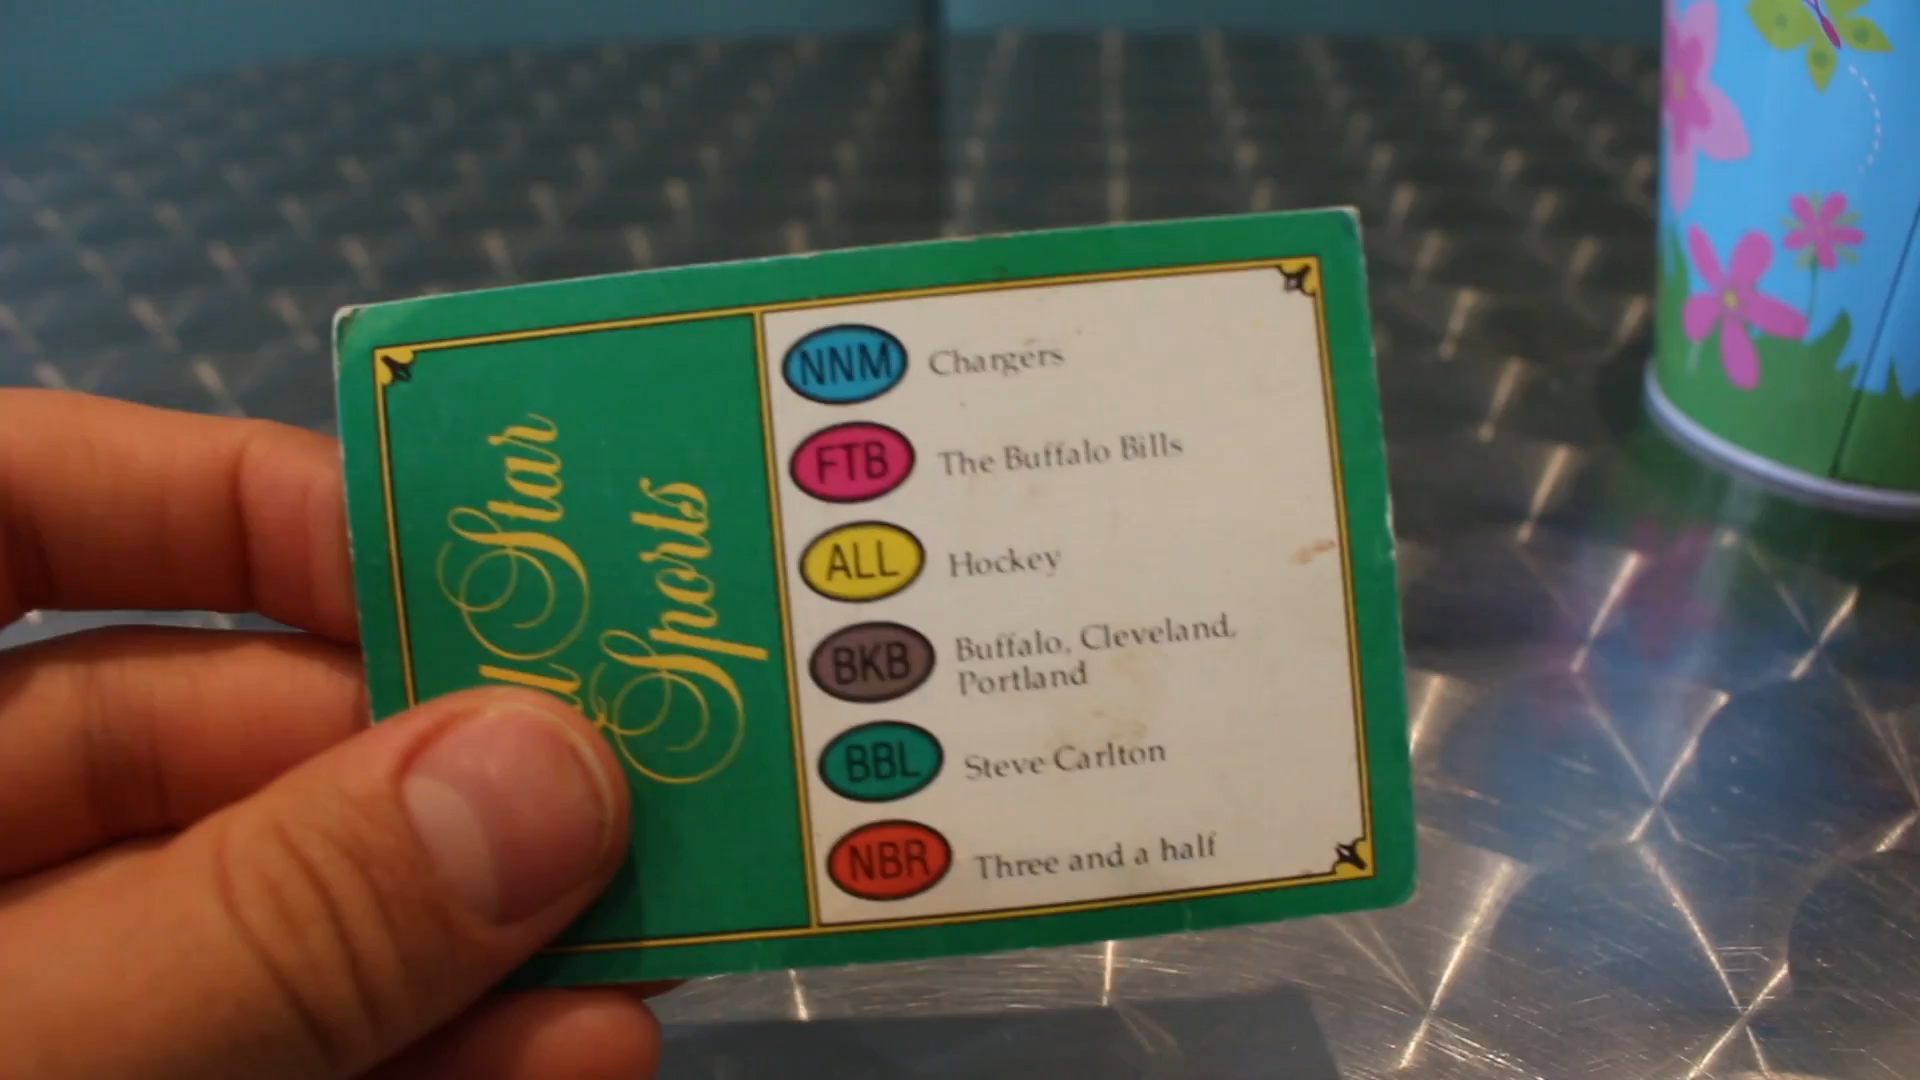 Star
Sports
NNM Chargers
FTB The Buffalo Bills
ALL Hockey
BKB Buffalo, Cleveland,
Portland
BBL Steve Carlton
NBR Three and a half